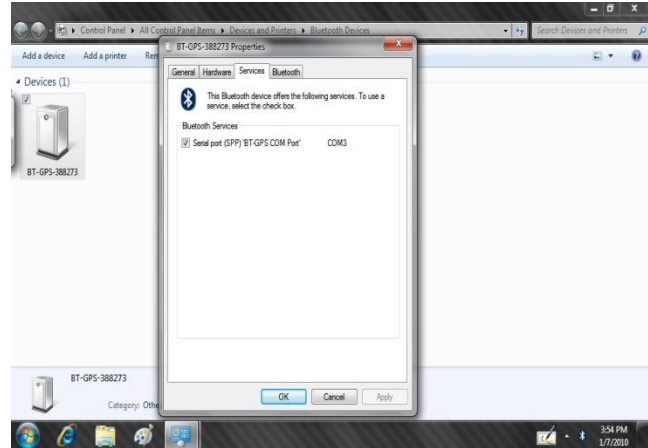 Control Panel ▸ All Control Panel Items ▸ Devices and Printers ▸ Bluetooth Devices
Search Devices and Printers
Add a device Add a printer
BT-GPS-388273 Properties
General Hardware Services Bluetooth
Devices (1)
This Bluetooth device offers the following services. To use a
service, select the check box.
Bluetooth Services
Serial port (SPP) 'BT-GPS COM Port' COM3
BT-GPS-388273
BT-GPS-388273
Category:
OK Cancel Apply
3:54 PM
1/7/2010